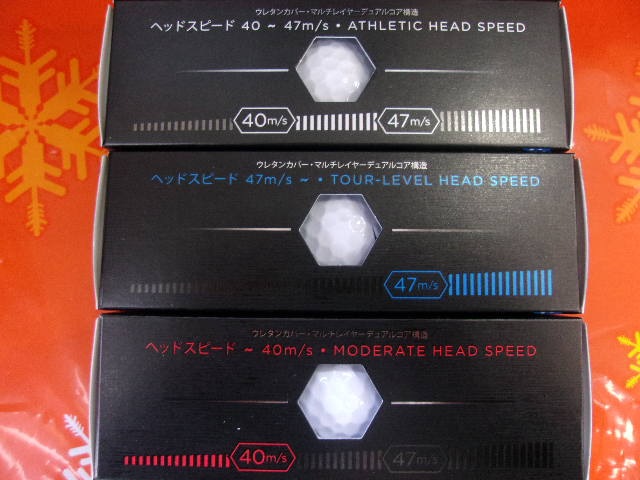 ウレタンカバー・マルチレイヤーデュアルコア構造
ヘッドスピード 40 ~ 47m/s • ATHLETIC HEAD SPEED
40m/s 47m/s
ウレタンカバー・マルチレイヤーデュアルコア構造
ヘッドスピード 47m/s ~ • TOUR-LEVEL HEAD SPEED
47m/s
ウレタンカバー・マルチレイヤーデュアルコア構造
ヘッドスピード ~ 40m/s • MODERATE HEAD SPEED
40m/s 47m/s